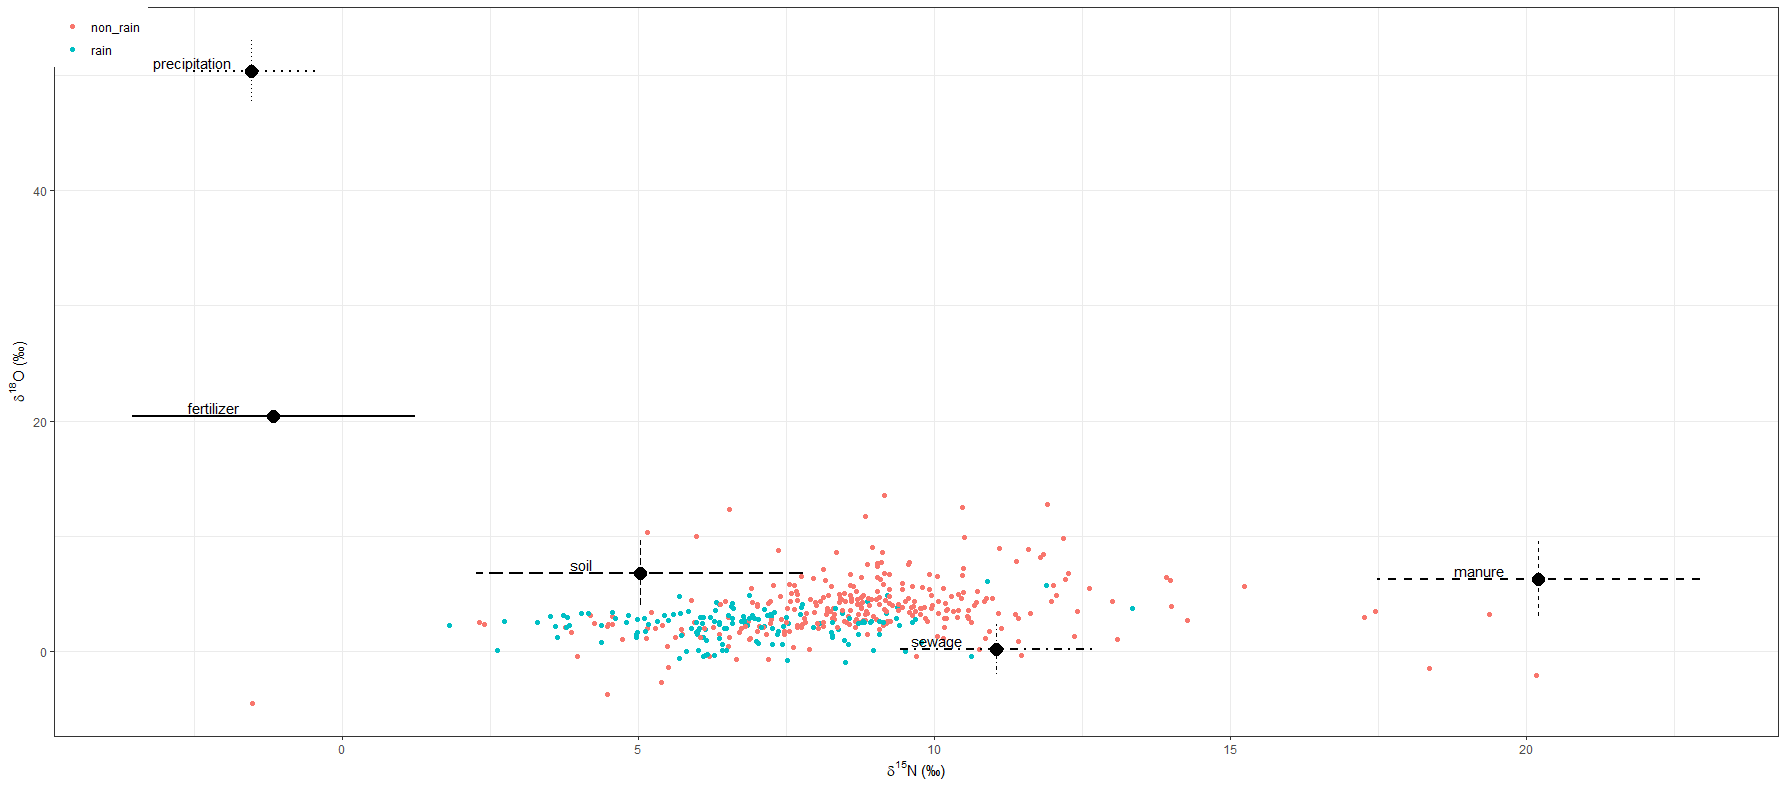 non_rain
rain
precipitation
40
fertilizer
20
soil
manure
sewage
0
0
5
10
15
20
δ¹⁵N (‰)
δ¹⁸O (‰)